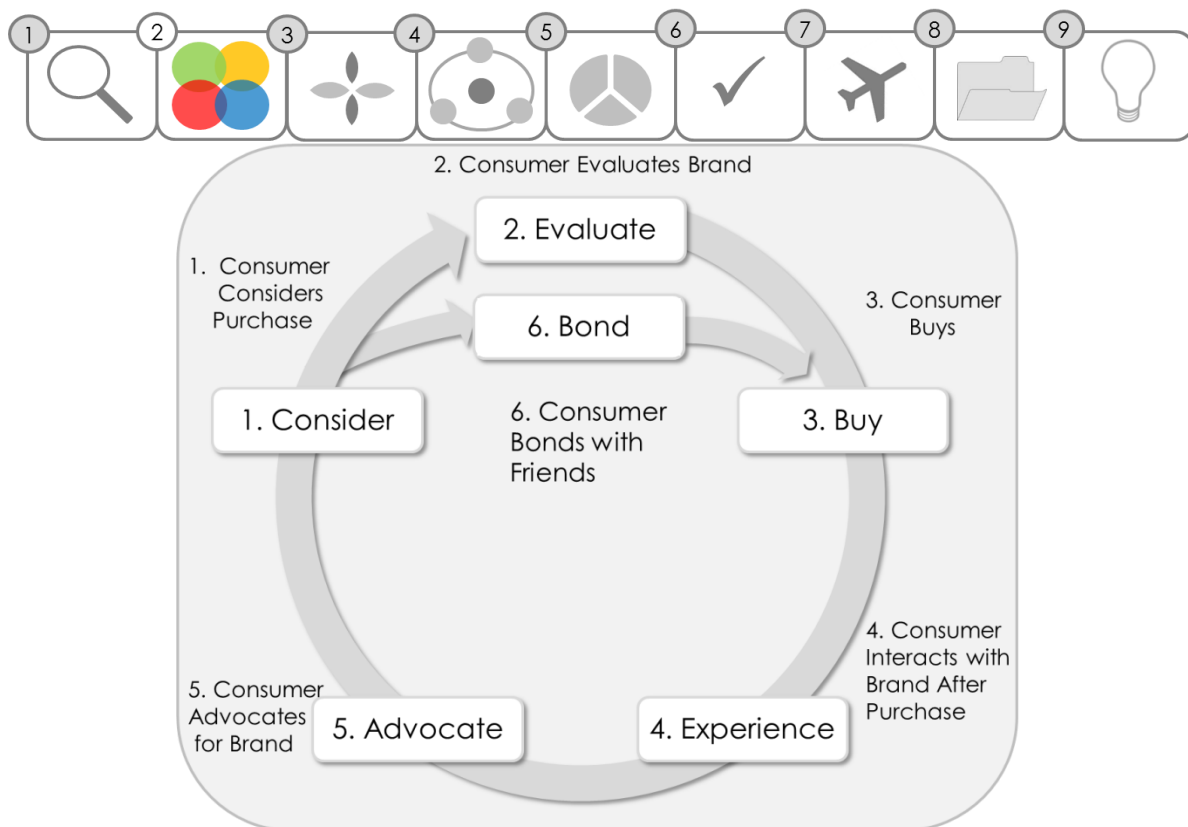 1 2 3 4 5 6 7 8 9
2. Consumer Evaluates Brand
2. Evaluate
1. Consumer
Considers
Purchase
6. Bond
3. Consumer
Buys
1. Consider
6. Consumer
Bonds with
Friends
3. Buy
4. Consumer
Interacts with
Brand After
Purchase
5. Consumer
Advocates
for Brand
5. Advocate
4. Experience